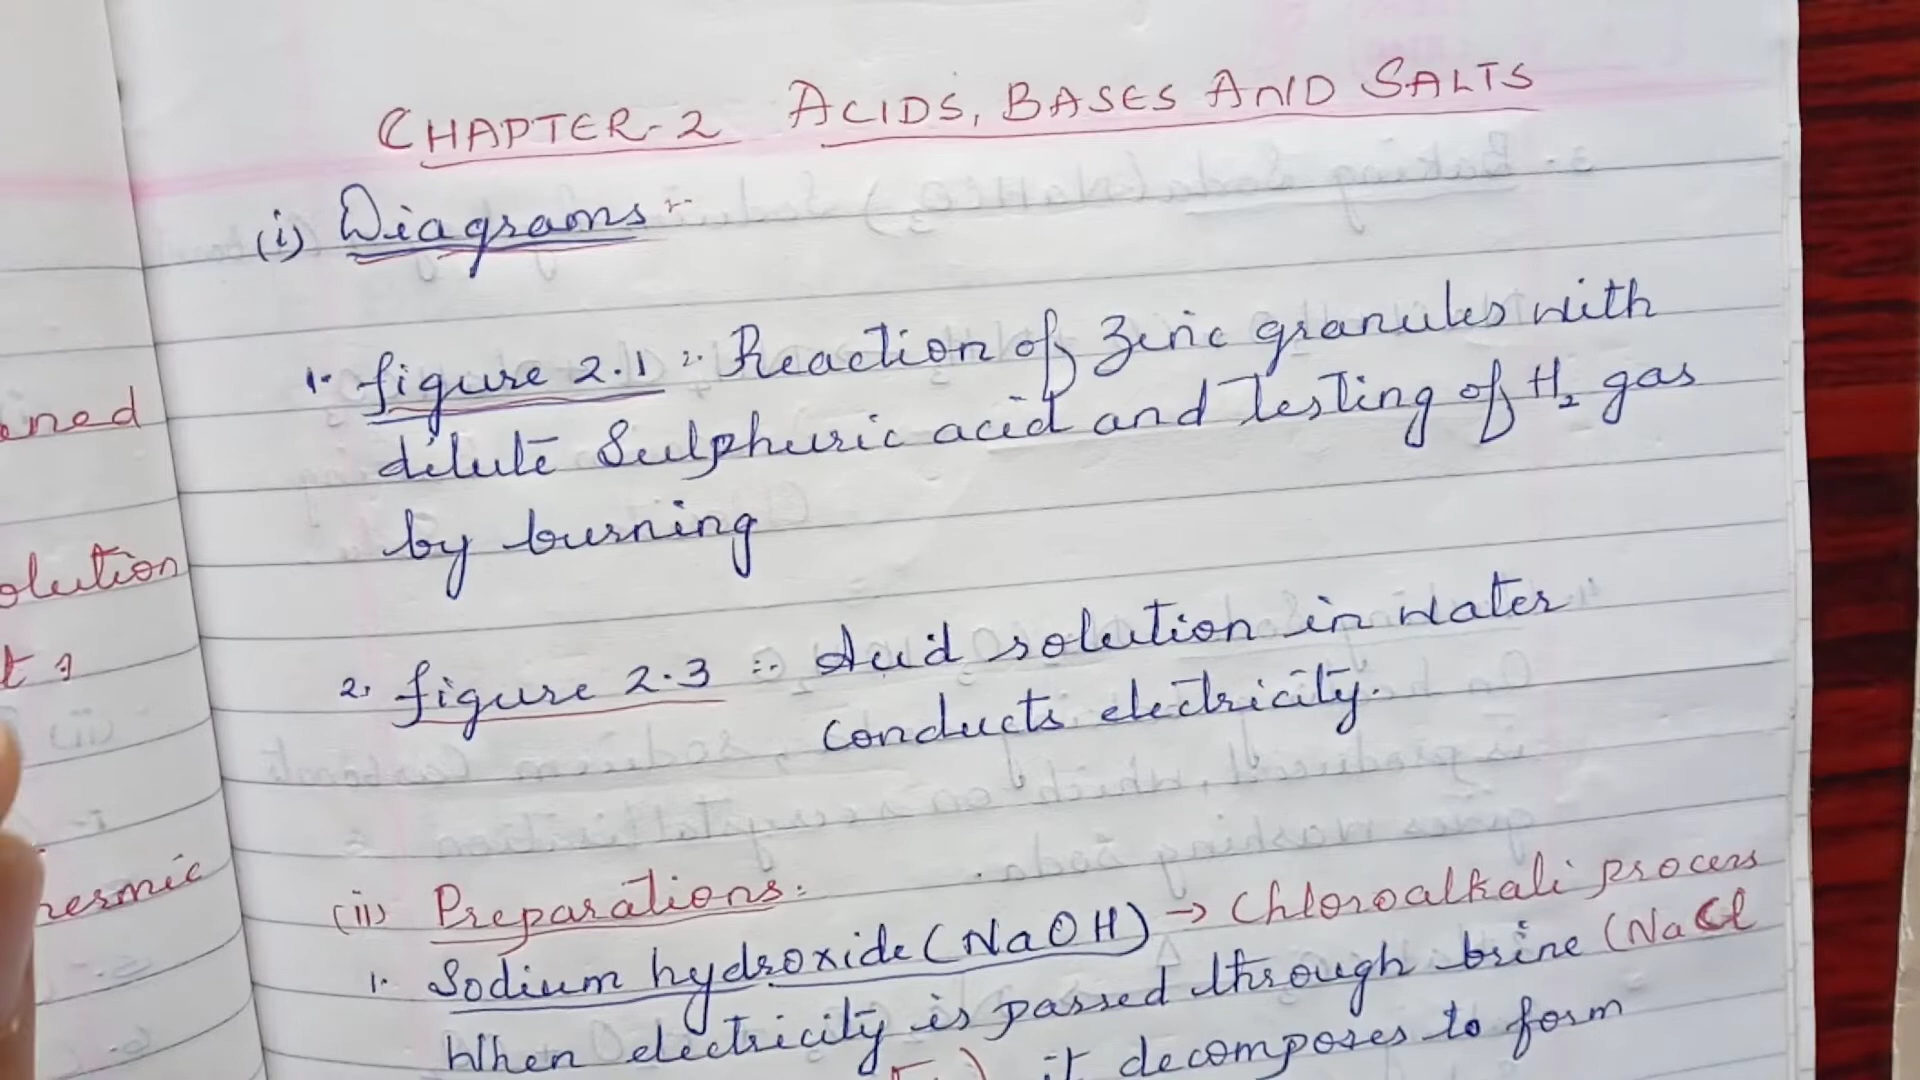 CHAPTER-2 ACIDS, BASES AND SALTS
(i) Diagrams :-
1. figure 2.1 :- Reaction of Zinc granules with
dilute Sulphuric acid and testing of H₂ gas
by burning
2. figure 2.3 :- Acid solution in water
conducts electricity.
(ii) Preparations:
1. Sodium hydroxide (NaOH) → Chloroalkali process
When electricity is passed through brine (NaCl
it decomposes to form
ned
olution
t :
hermic